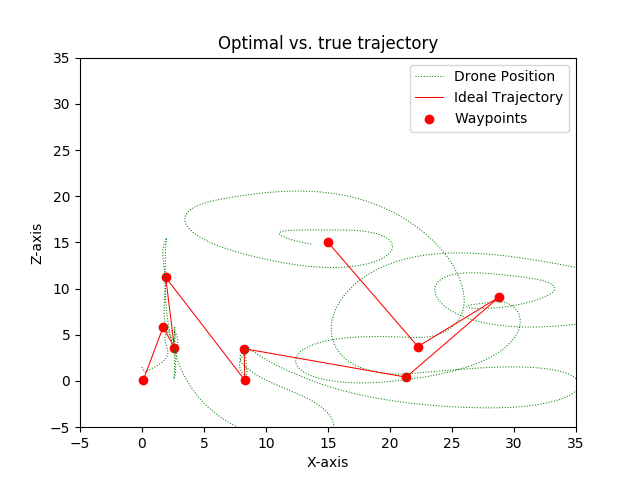 Optimal vs. true trajectory
Drone Position
Ideal Trajectory
Waypoints
Z-axis
35
30
25
20
15
10
5
0
−5
−5 0 5 10 15 20 25 30 35
X-axis